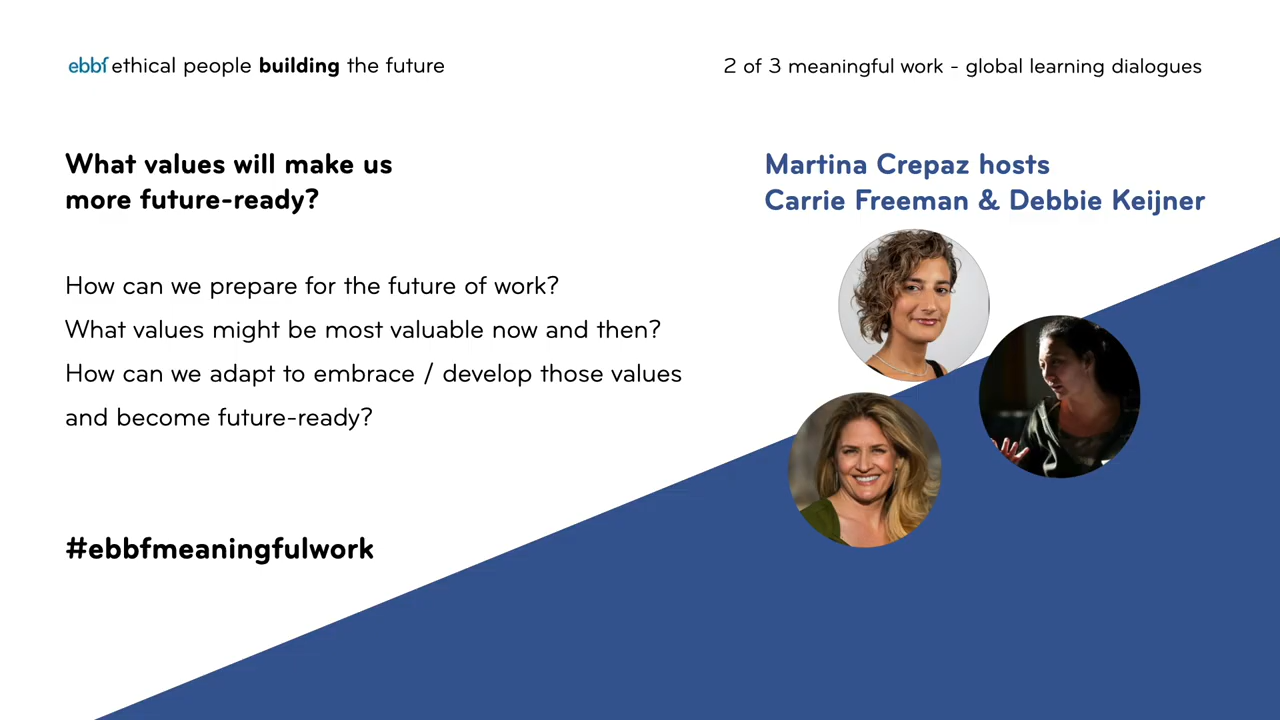 ebbf ethical people building the future
2 of 3 meaningful work - global learning dialogues
What values will make us
more future-ready?
Martina Crepaz hosts
Carrie Freeman & Debbie Keijner
How can we prepare for the future of work?
What values might be most valuable now and then?
How can we adapt to embrace / develop those values
and become future-ready?
#ebbfmeaningfulwork